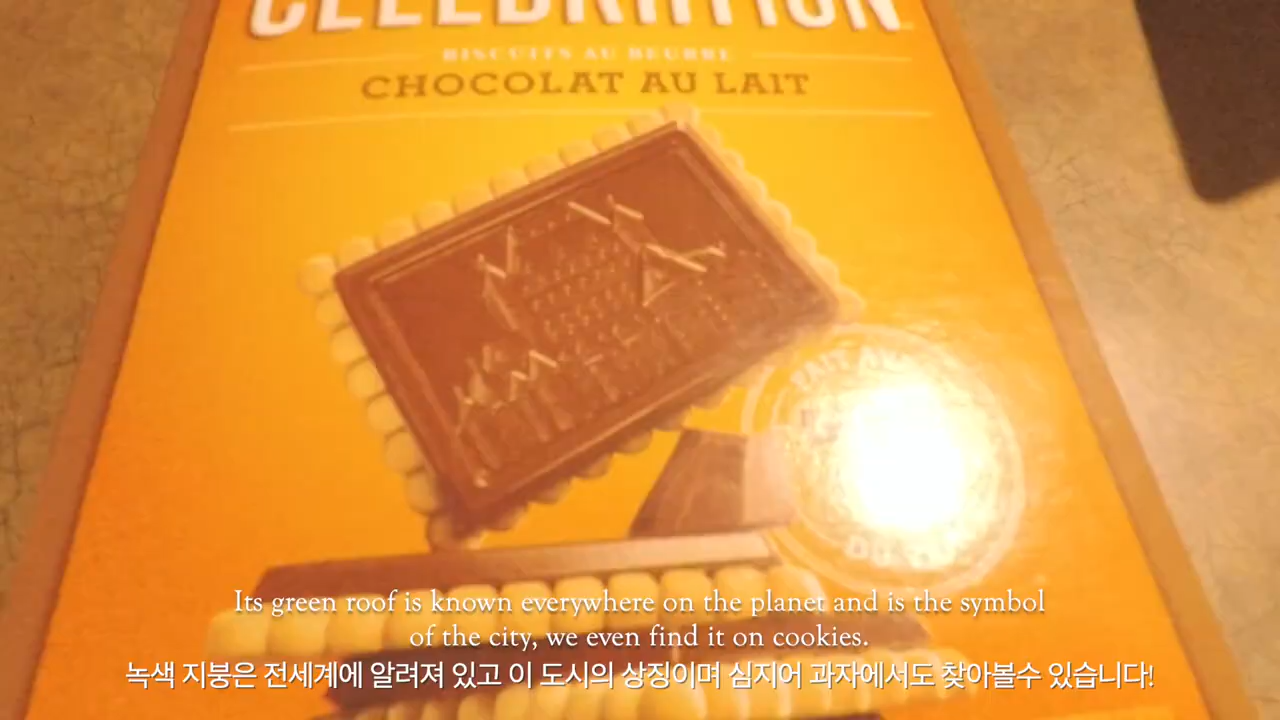 CELEBRATION
BISCUITS AU BEURRE
CHOCOLAT AU LAIT
FAIT AVEC
DU
Its green roof is known everywhere on the planet and is the symbol
of the city, we even find it on cookies.
녹색 지붕은 전세계에 알려져 있고 이 도시의 상징이며 심지어 과자에서도 찾아볼수 있습니다!